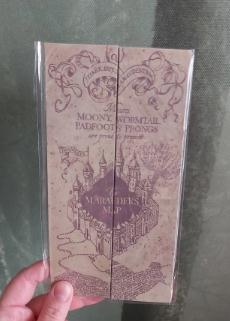 Messrs
MOONY, WORMTAIL
PADFOOT & PRONGS
are proud to present
MARAUDER'S
MAP